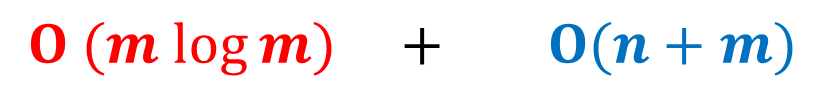 O (m log m) + O(n + m)